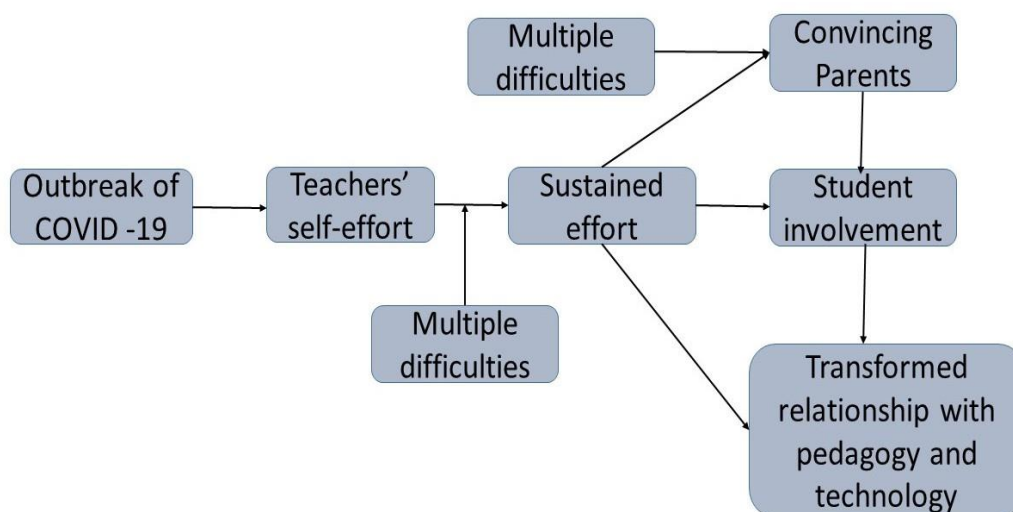 Multiple
difficulties
Convincing
Parents
Outbreak of
COVID -19
Teachers’
self-effort
Sustained
effort
Student
involvement
Multiple
difficulties
Transformed
relationship with
pedagogy and
technology